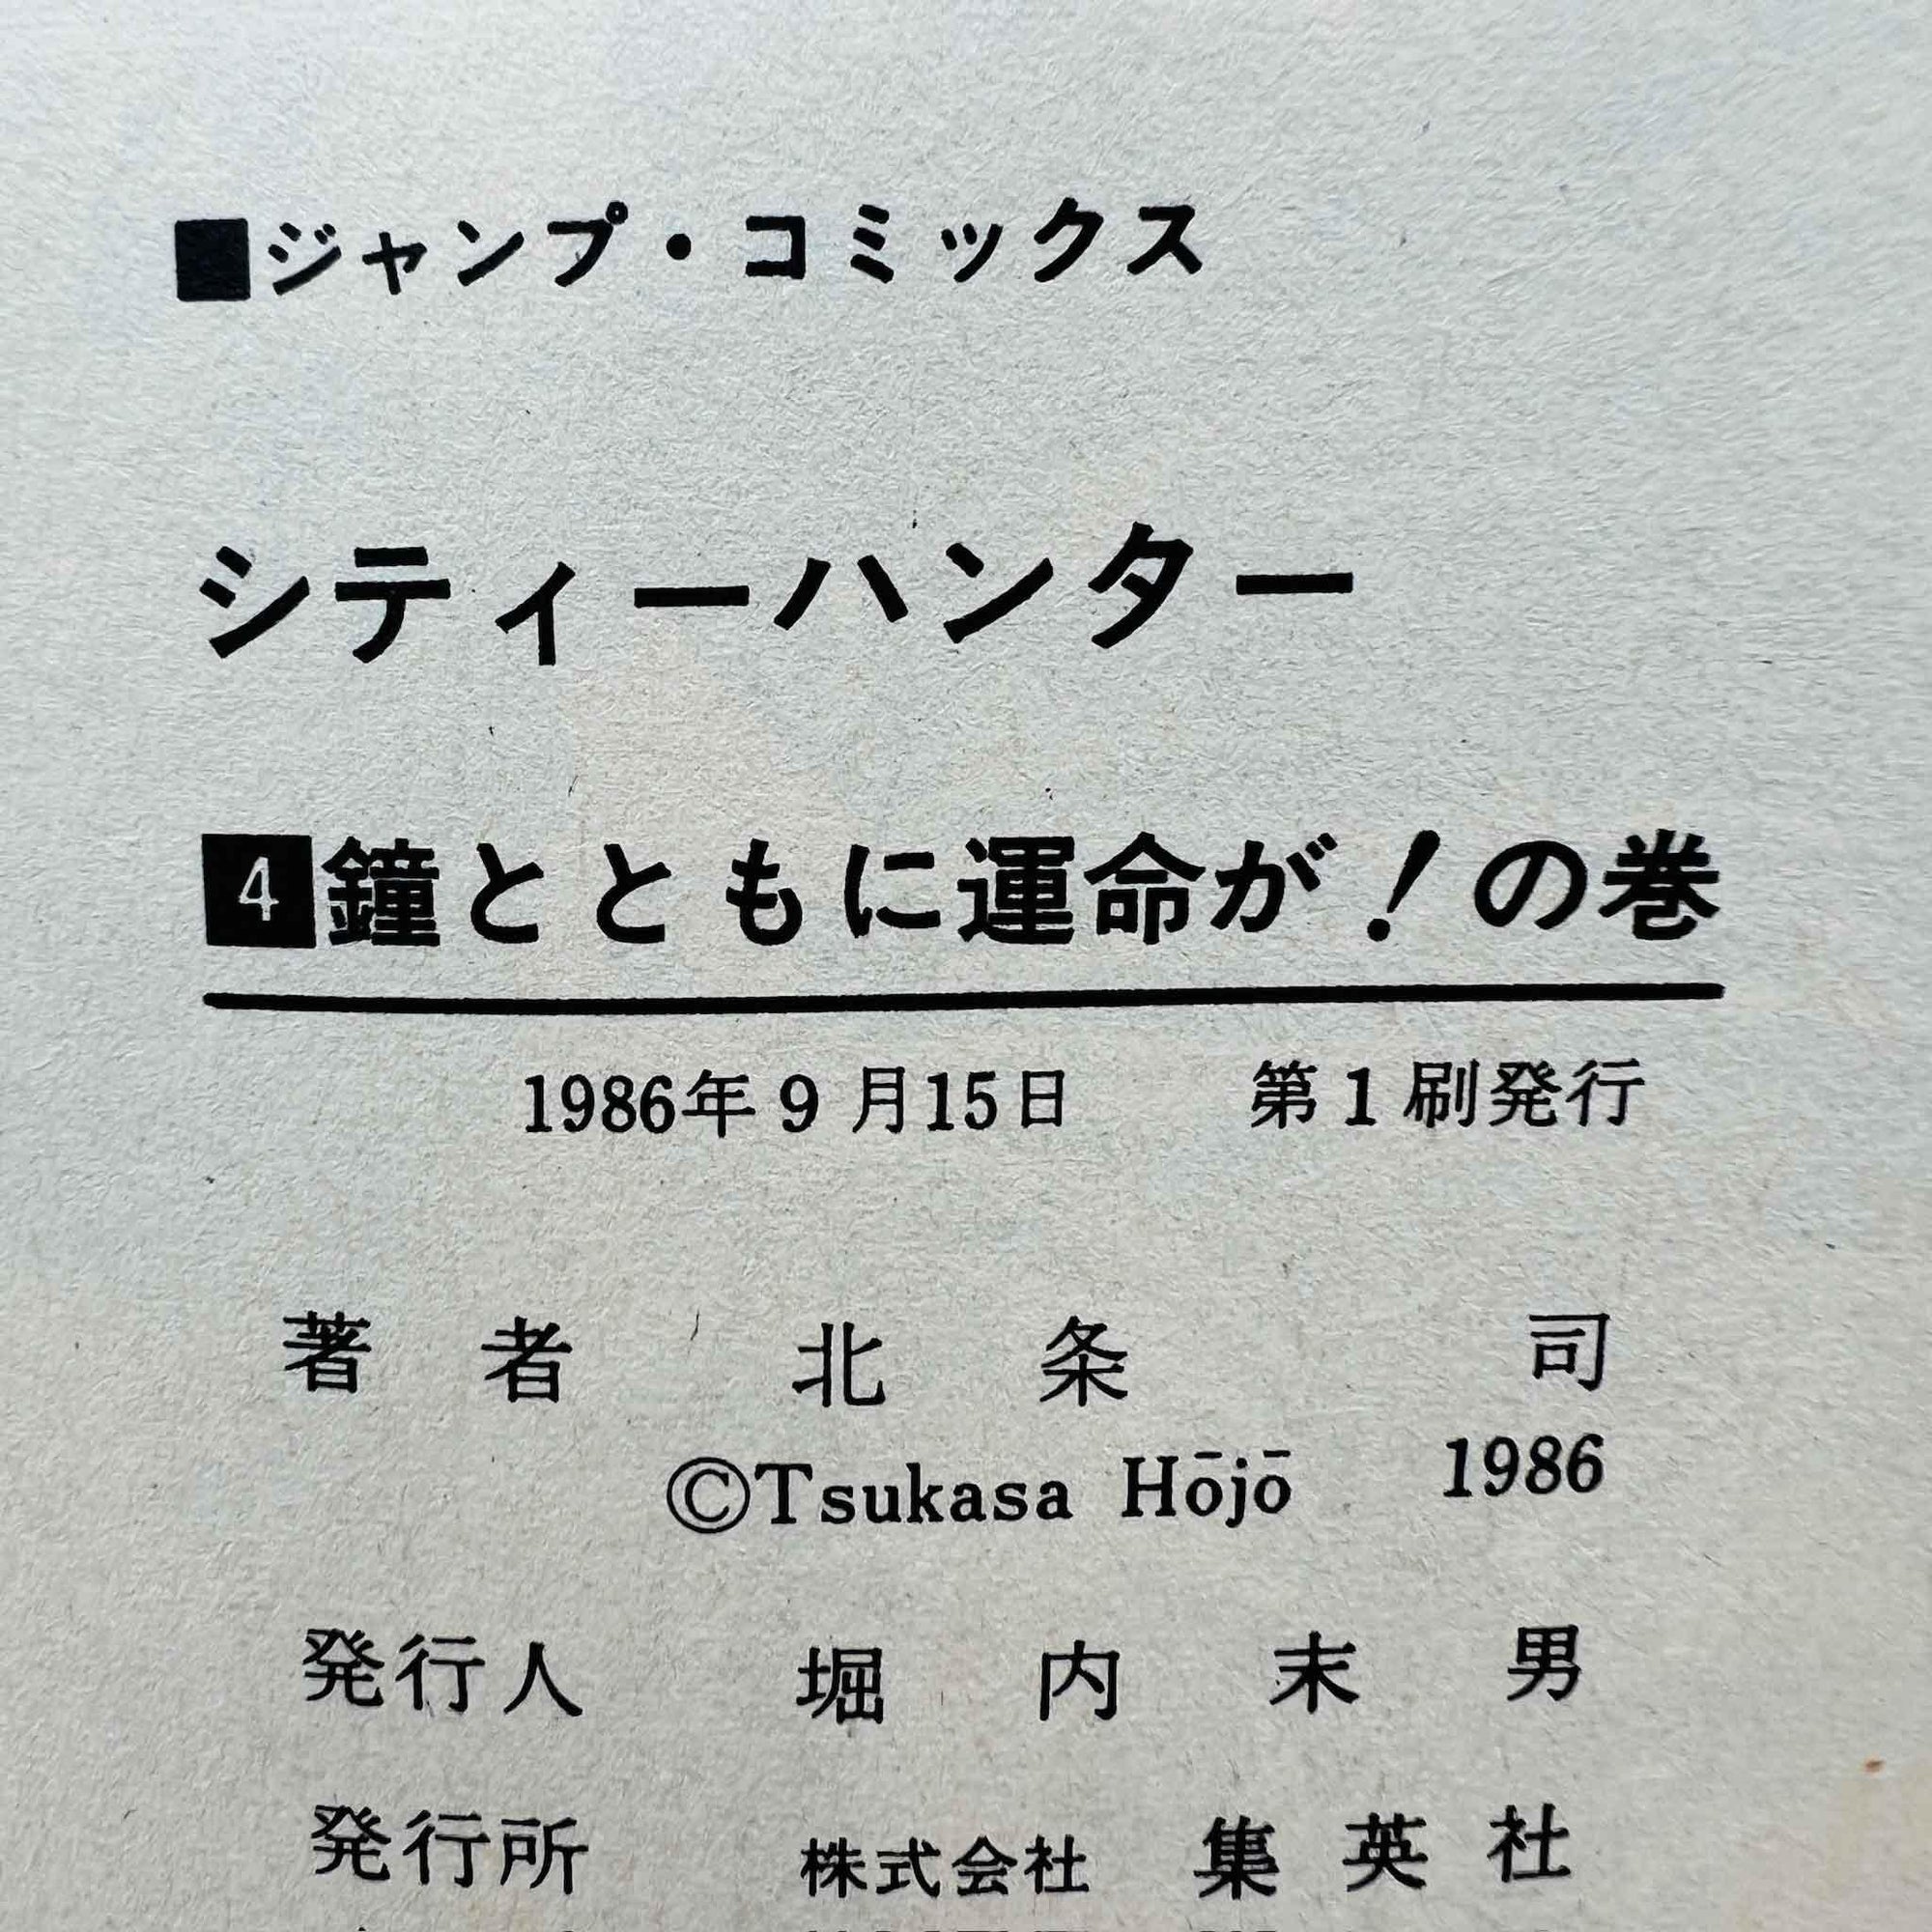 ■ジャンプ・コミックス
シティーハンター
4鐘とともに運命が!の巻
1986年9月15日 第1刷発行
著者 北条 司
©Tsukasa Hōjō 1986
発行人 堀内末男
発行所 株式会社 集英社